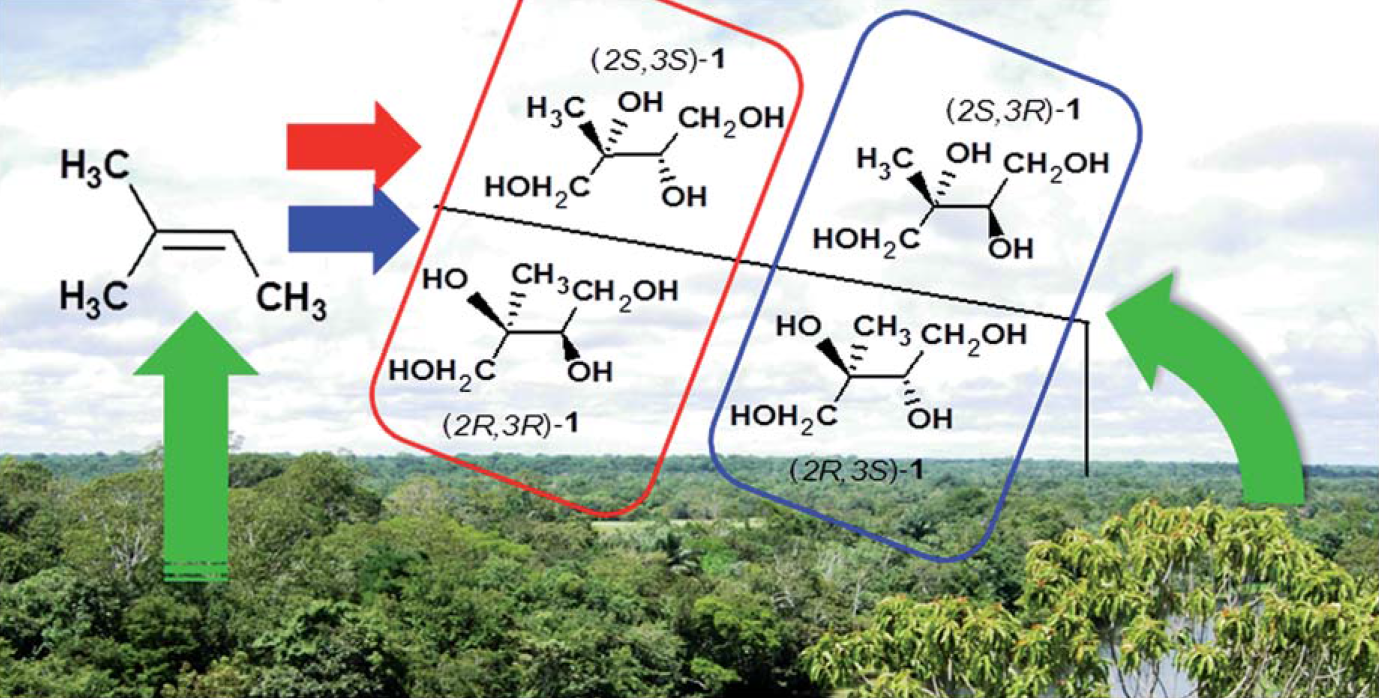 H₃C
H₃C
CH₃
(2S,3S)-1
H₃C
OH
CH₂OH
HOH₂C
OH
HO
CH₃
CH₂OH
HOH₂C
OH
(2R,3R)-1
(2S,3R)-1
H₃C
OH
CH₂OH
HOH₂C
OH
HO
CH₃
CH₂OH
HOH₂C
OH
(2R,3S)-1